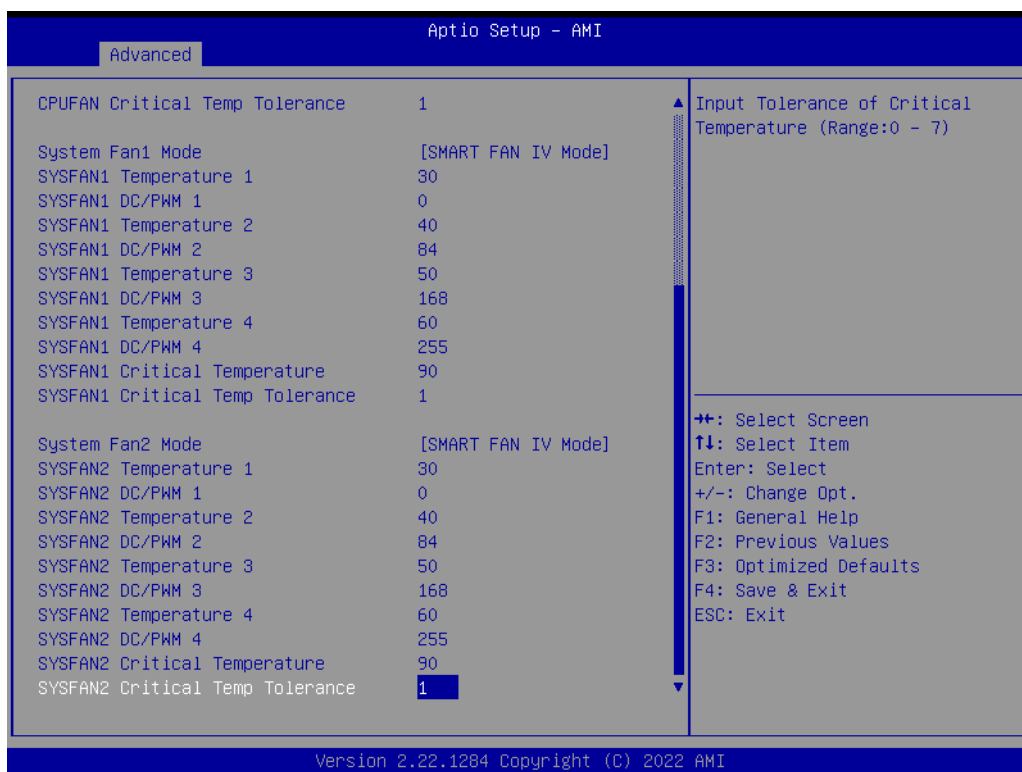 Aptio Setup – AMI
Advanced
CPUFAN Critical Temp Tolerance 1
System Fan1 Mode [SMART FAN IV Mode]
SYSFAN1 Temperature 1 30
SYSFAN1 DC/PWM 1 0
SYSFAN1 Temperature 2 40
SYSFAN1 DC/PWM 2 84
SYSFAN1 Temperature 3 50
SYSFAN1 DC/PWM 3 168
SYSFAN1 Temperature 4 60
SYSFAN1 DC/PWM 4 255
SYSFAN1 Critical Temperature 90
SYSFAN1 Critical Temp Tolerance 1
System Fan2 Mode [SMART FAN IV Mode]
SYSFAN2 Temperature 1 30
SYSFAN2 DC/PWM 1 0
SYSFAN2 Temperature 2 40
SYSFAN2 DC/PWM 2 84
SYSFAN2 Temperature 3 50
SYSFAN2 DC/PWM 3 168
SYSFAN2 Temperature 4 60
SYSFAN2 DC/PWM 4 255
SYSFAN2 Critical Temperature 90
SYSFAN2 Critical Temp Tolerance 1
Input Tolerance of Critical
Temperature (Range:0 – 7)
→←: Select Screen
↑↓: Select Item
Enter: Select
+/-: Change Opt.
F1: General Help
F2: Previous Values
F3: Optimized Defaults
F4: Save & Exit
ESC: Exit
Version 2.22.1284 Copyright (C) 2022 AMI